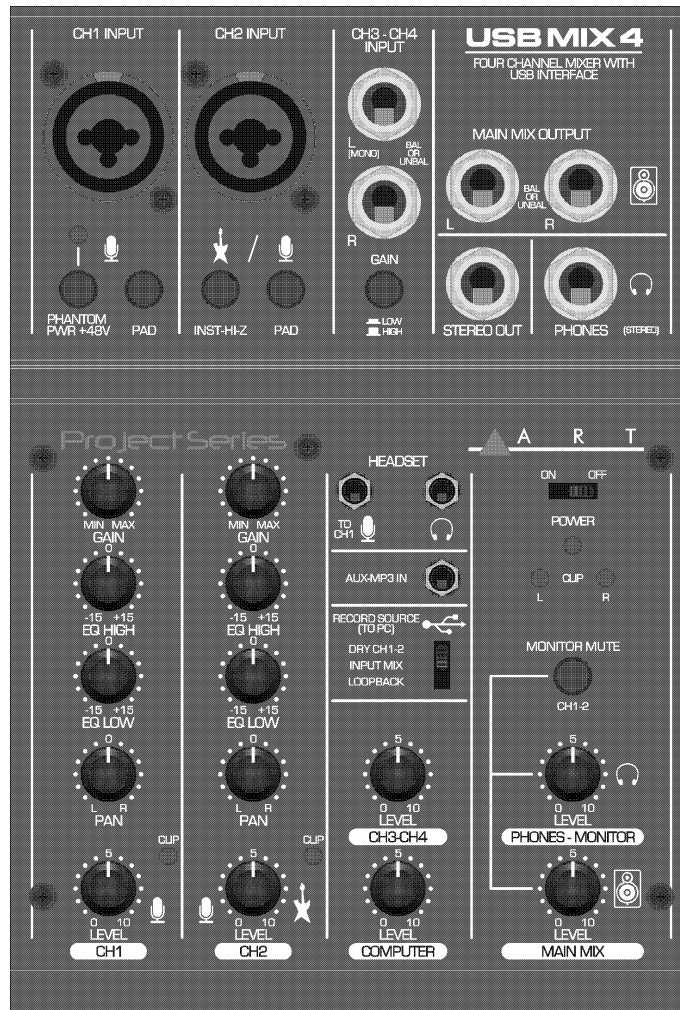 CH1 INPUT
CH2 INPUT
CH3 - CH4
INPUT
USB MIX 4
FOUR CHANNEL MIXER WITH
USB INTERFACE
L
[MONO]
BAL
OR
UNBAL
R
MAIN MIX OUTPUT
L
BAL
OR
UNBAL
R
PHANTOM
PWR +48V
PAD
/
INST-HI-Z
PAD
GAIN
LOW
HIGH
STEREO OUT
PHONES
(STEREO)
Project Series
ART
MIN MAX
GAIN
0
-15 +15
EQ HIGH
0
-15 +15
EQ LOW
0
L R
PAN
CLIP
5
0 10
LEVEL
CH1
MIN MAX
GAIN
0
-15 +15
EQ HIGH
0
-15 +15
EQ LOW
0
L R
PAN
CLIP
5
0 10
LEVEL
CH2
HEADSET
TO
CH1
AUX-MP3 IN
RECORD SOURCE
(TO PC)
DRY CH1-2
INPUT MIX
LOOPBACK
5
0 10
LEVEL
CH3-CH4
5
0 10
LEVEL
COMPUTER
ON OFF
POWER
CLIP
L R
MONITOR MUTE
CH1-2
5
0 10
LEVEL
PHONES - MONITOR
5
0 10
LEVEL
MAIN MIX